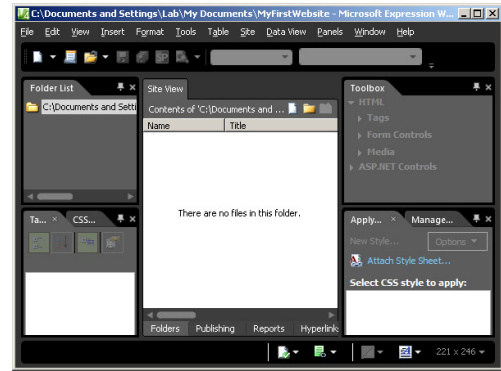 C:\Documents and Settings\Lab\My Documents\MyFirstWebsite - Microsoft Expression W...
File Edit View Insert Format Tools Table Site Data View Panels Window Help
Folder List
C:\Documents and Setti
Site View
Contents of 'C:\Documents and ...
Name Title
There are no files in this folder.
Folders Publishing Reports Hyperlink
Toolbox
HTML
Tags
Form Controls
Media
ASP.NET Controls
Ta... CSS...
Apply... Manage...
New Style... Options
Attach Style Sheet...
Select CSS style to apply:
221 x 246